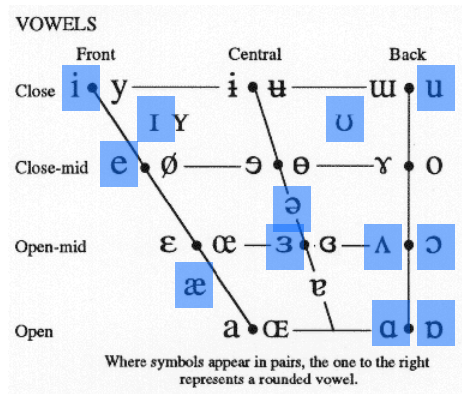 VOWELS
Front Central Back
Close i y ɨ ʉ ɯ u
ɪ ʏ ʊ
Close-mid e ø ɘ ɵ ɤ o
ə
Open-mid ɛ œ ɜ ɞ ʌ ɔ
æ ɐ
Open a ɶ ɑ ɒ
Where symbols appear in pairs, the one to the right
represents a rounded vowel.